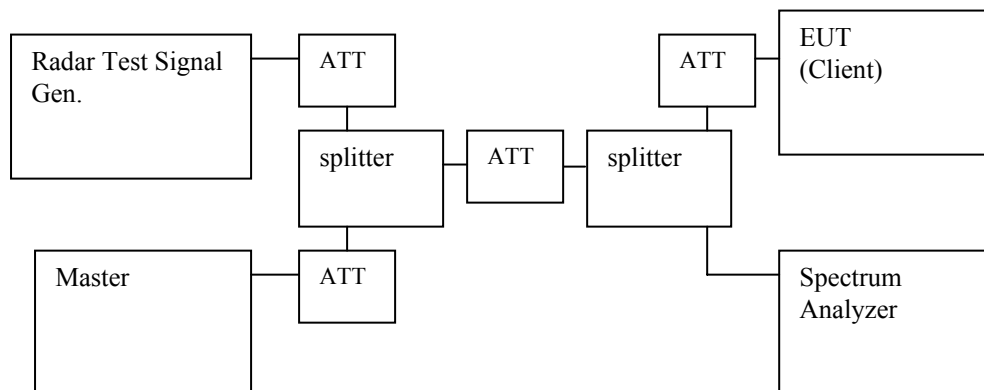 Radar Test Signal
Gen.
ATT
ATT
EUT
(Client)
splitter
ATT
splitter
Master
ATT
Spectrum
Analyzer